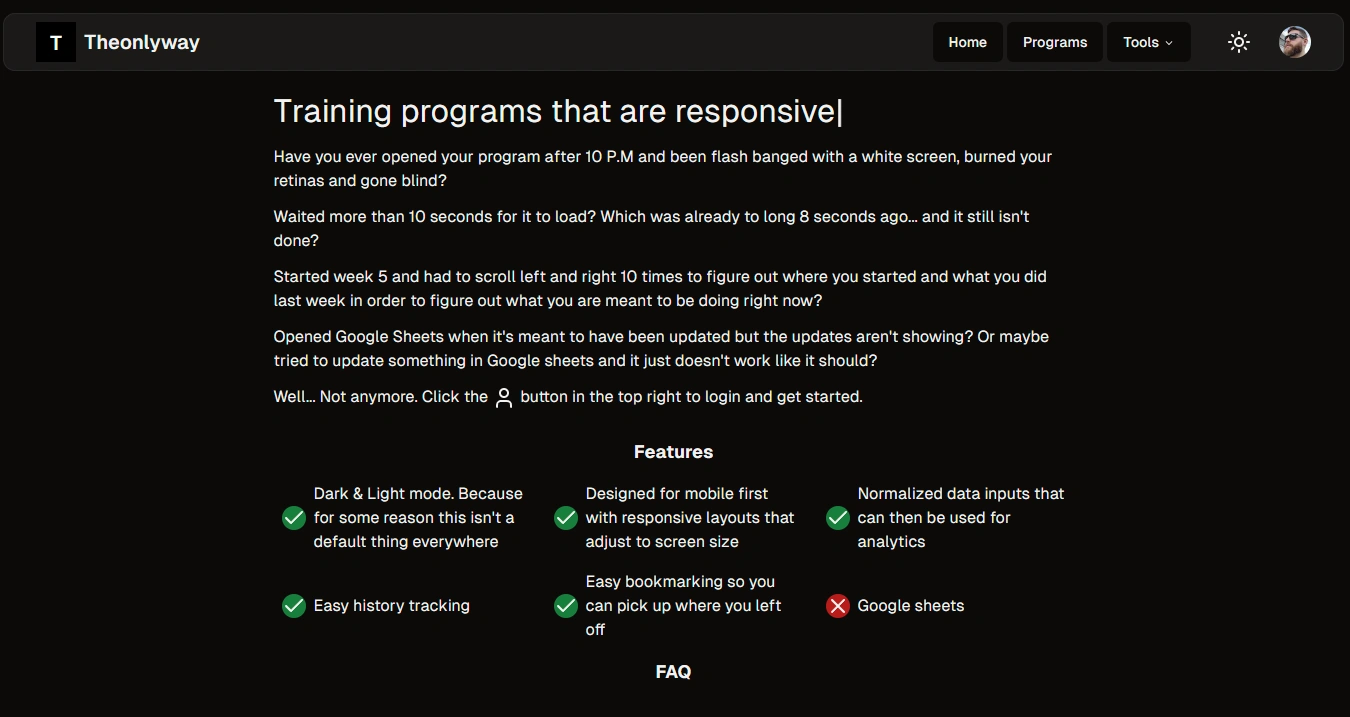 T Theonlyway Home Programs Tools
Training programs that are responsive|
Have you ever opened your program after 10 P.M and been flash banged with a white screen, burned your
retinas and gone blind?
Waited more than 10 seconds for it to load? Which was already to long 8 seconds ago... and it still isn't
done?
Started week 5 and had to scroll left and right 10 times to figure out where you started and what you did
last week in order to figure out what you are meant to be doing right now?
Opened Google Sheets when it's meant to have been updated but the updates aren't showing? Or maybe
tried to update something in Google sheets and it just doesn't work like it should?
Well... Not anymore. Click the button in the top right to login and get started.
Features
Dark & Light mode. Because
for some reason this isn't a
default thing everywhere
Designed for mobile first
with responsive layouts that
adjust to screen size
Normalized data inputs that
can then be used for
analytics
Easy history tracking
Easy bookmarking so you
can pick up where you left
off
Google sheets
FAQ